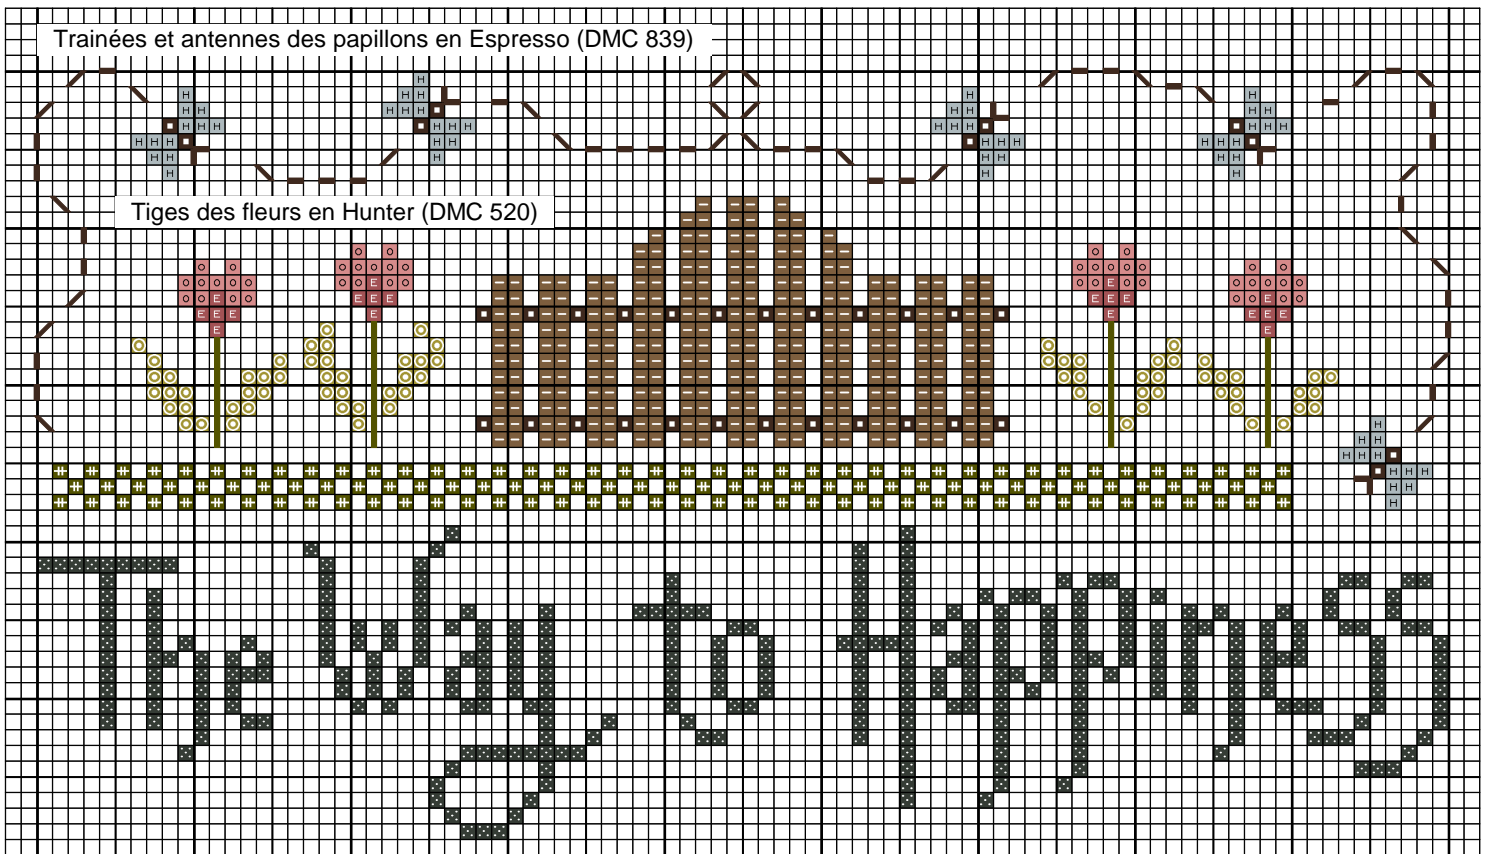 Trainées et antennes des papillons en Espresso (DMC 839)
Tiges des fleurs en Hunter (DMC 520)
The Way to Happiness